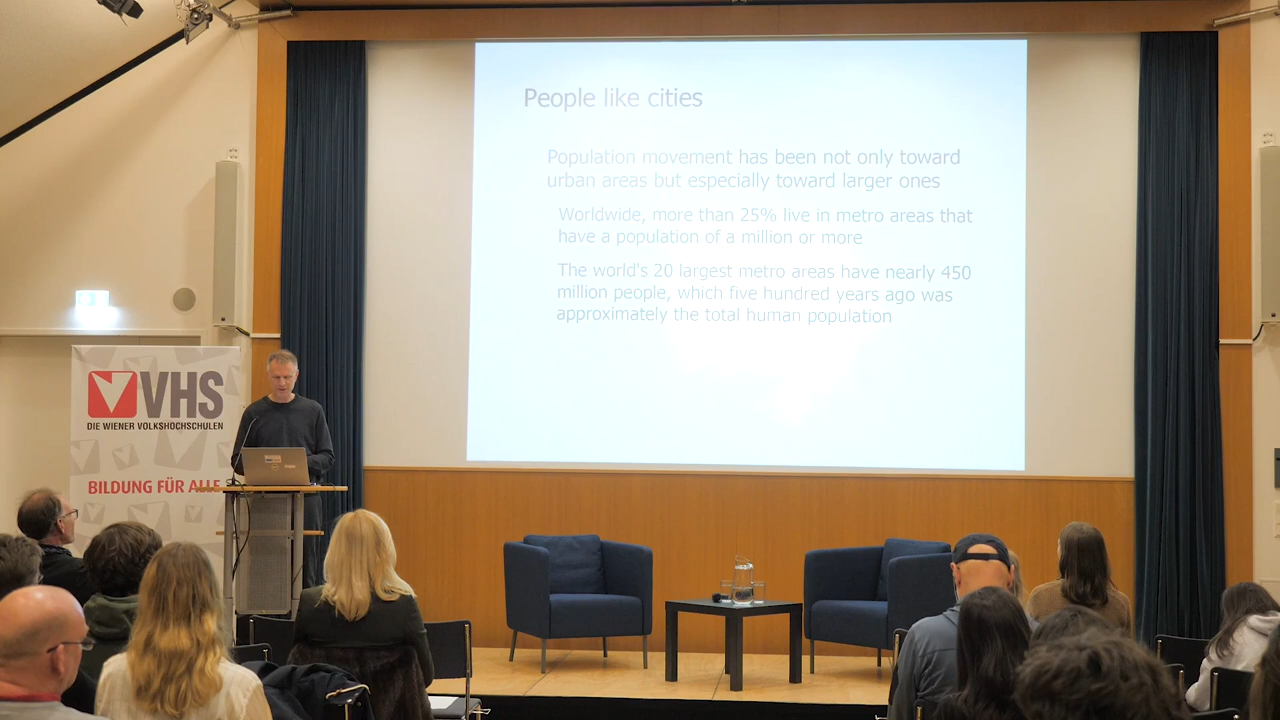 People like cities
Population movement has been not only toward
urban areas but especially toward larger ones
Worldwide, more than 25% live in metro areas that
have a population of a million or more
The world's 20 largest metro areas have nearly 450
million people, which five hundred years ago was
approximately the total human population
VHS
DIE WIENER VOLKSHOCHSCHULEN
BILDUNG FÜR ALLE